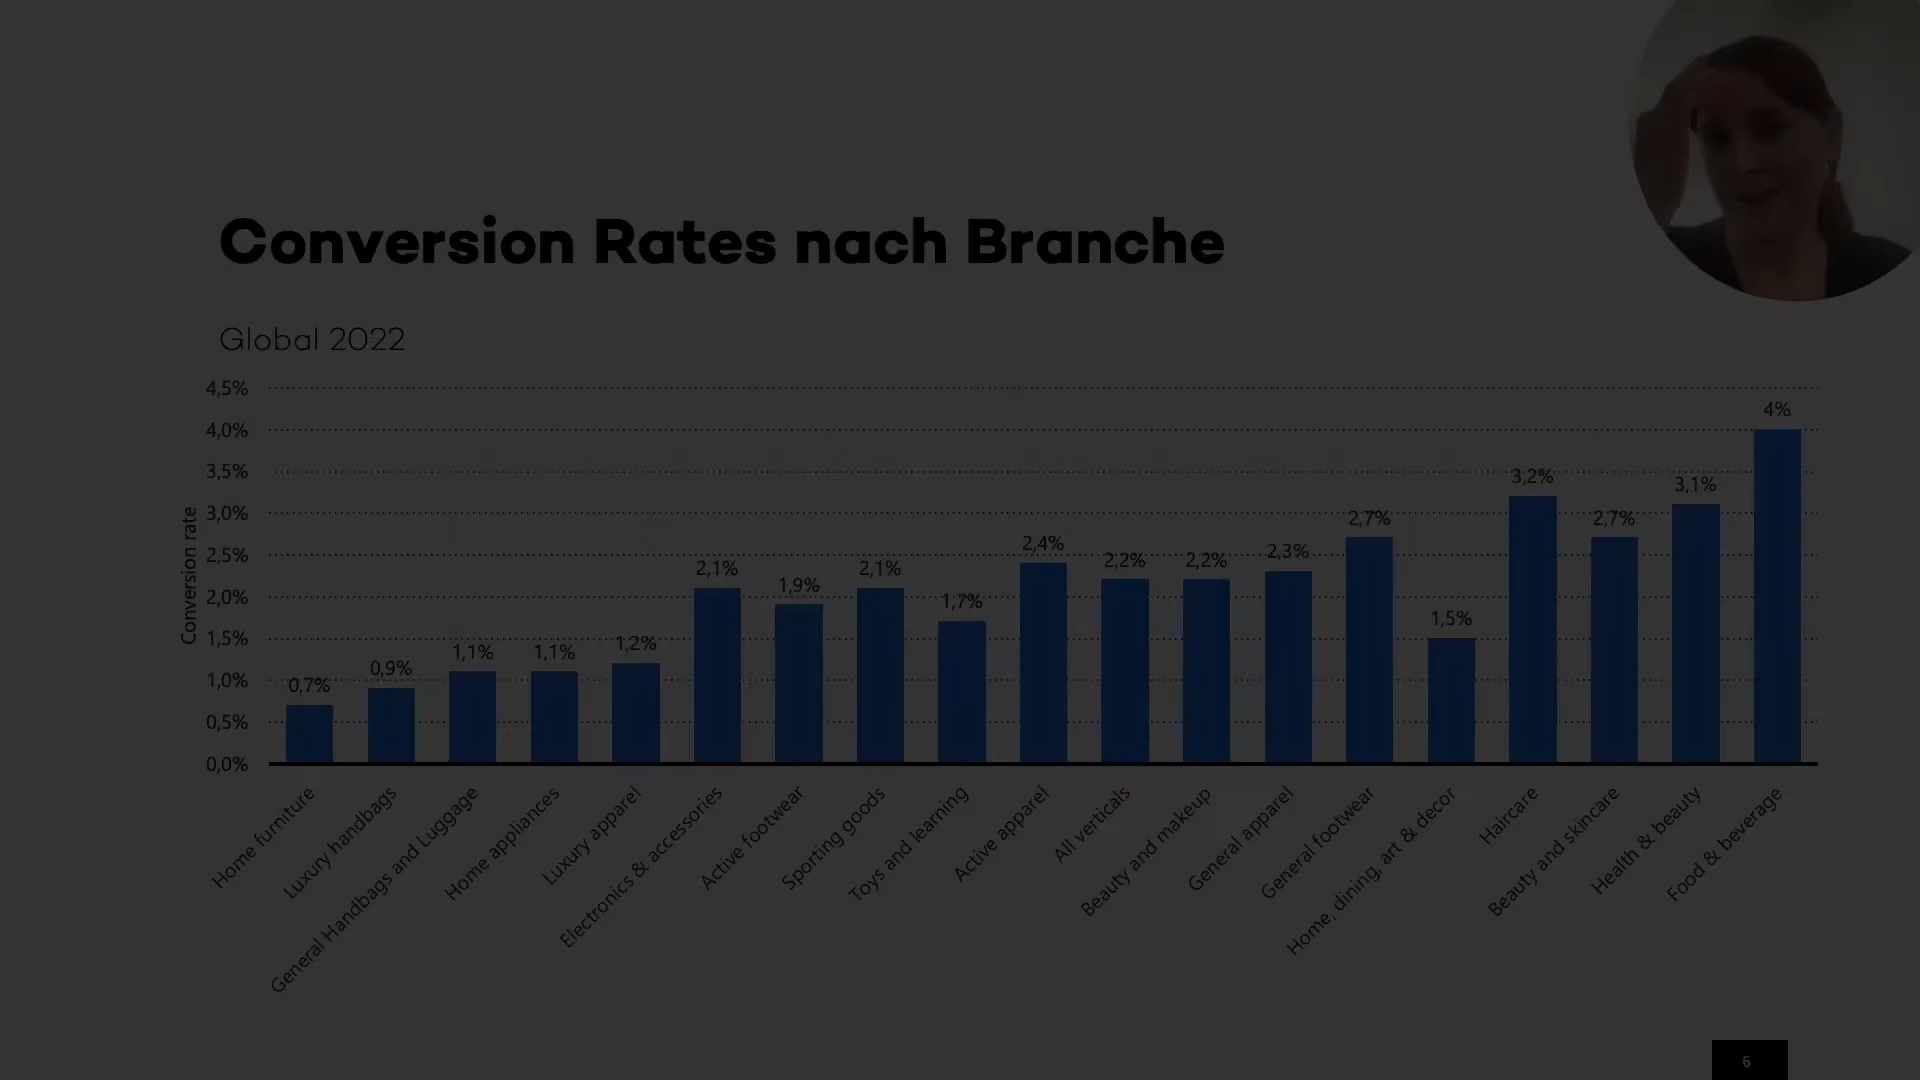 Conversion Rates nach Branche
Global 2022
4,5%
4,0%
3,5%
3,0%
2,5%
2,0%
1,5%
1,0%
0,5%
0,0%
Conversion rate
0,7%
0,9%
1,1%
1,1%
1,2%
2,1%
1,9%
2,1%
1,7%
2,4%
2,2%
2,2%
2,3%
2,7%
1,5%
3,2%
2,7%
3,1%
4%
Home furniture
Luxury handbags
General Handbags and Luggage
Home appliances
Luxury apparel
Electronics & accessories
Active footwear
Sporting goods
Toys and learning
Active apparel
All verticals
Beauty and makeup
General apparel
General footwear
Home, dining, art & decor
Haircare
Beauty and skincare
Health & beauty
Food & beverage
6